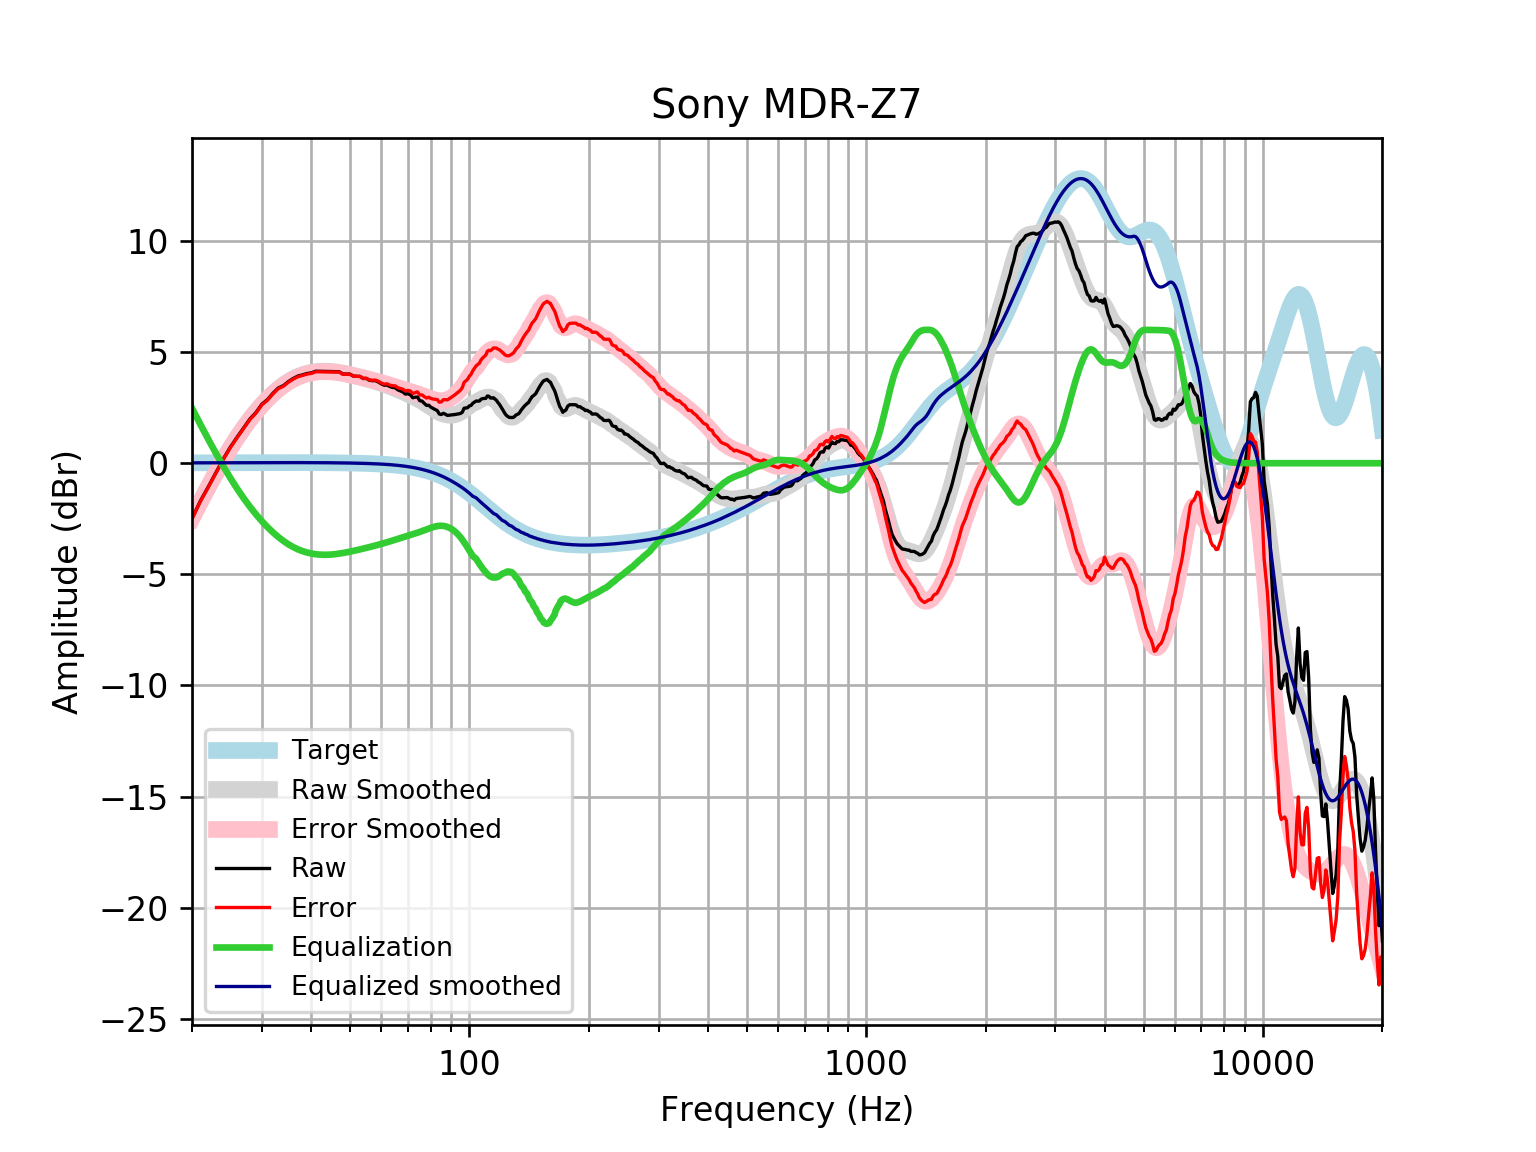 Sony MDR-Z7
Amplitude (dBr)
10
5
0
−5
−10
−15
−20
−25
Target
Raw Smoothed
Error Smoothed
Raw
Error
Equalization
Equalized smoothed
100
1000
10000
Frequency (Hz)